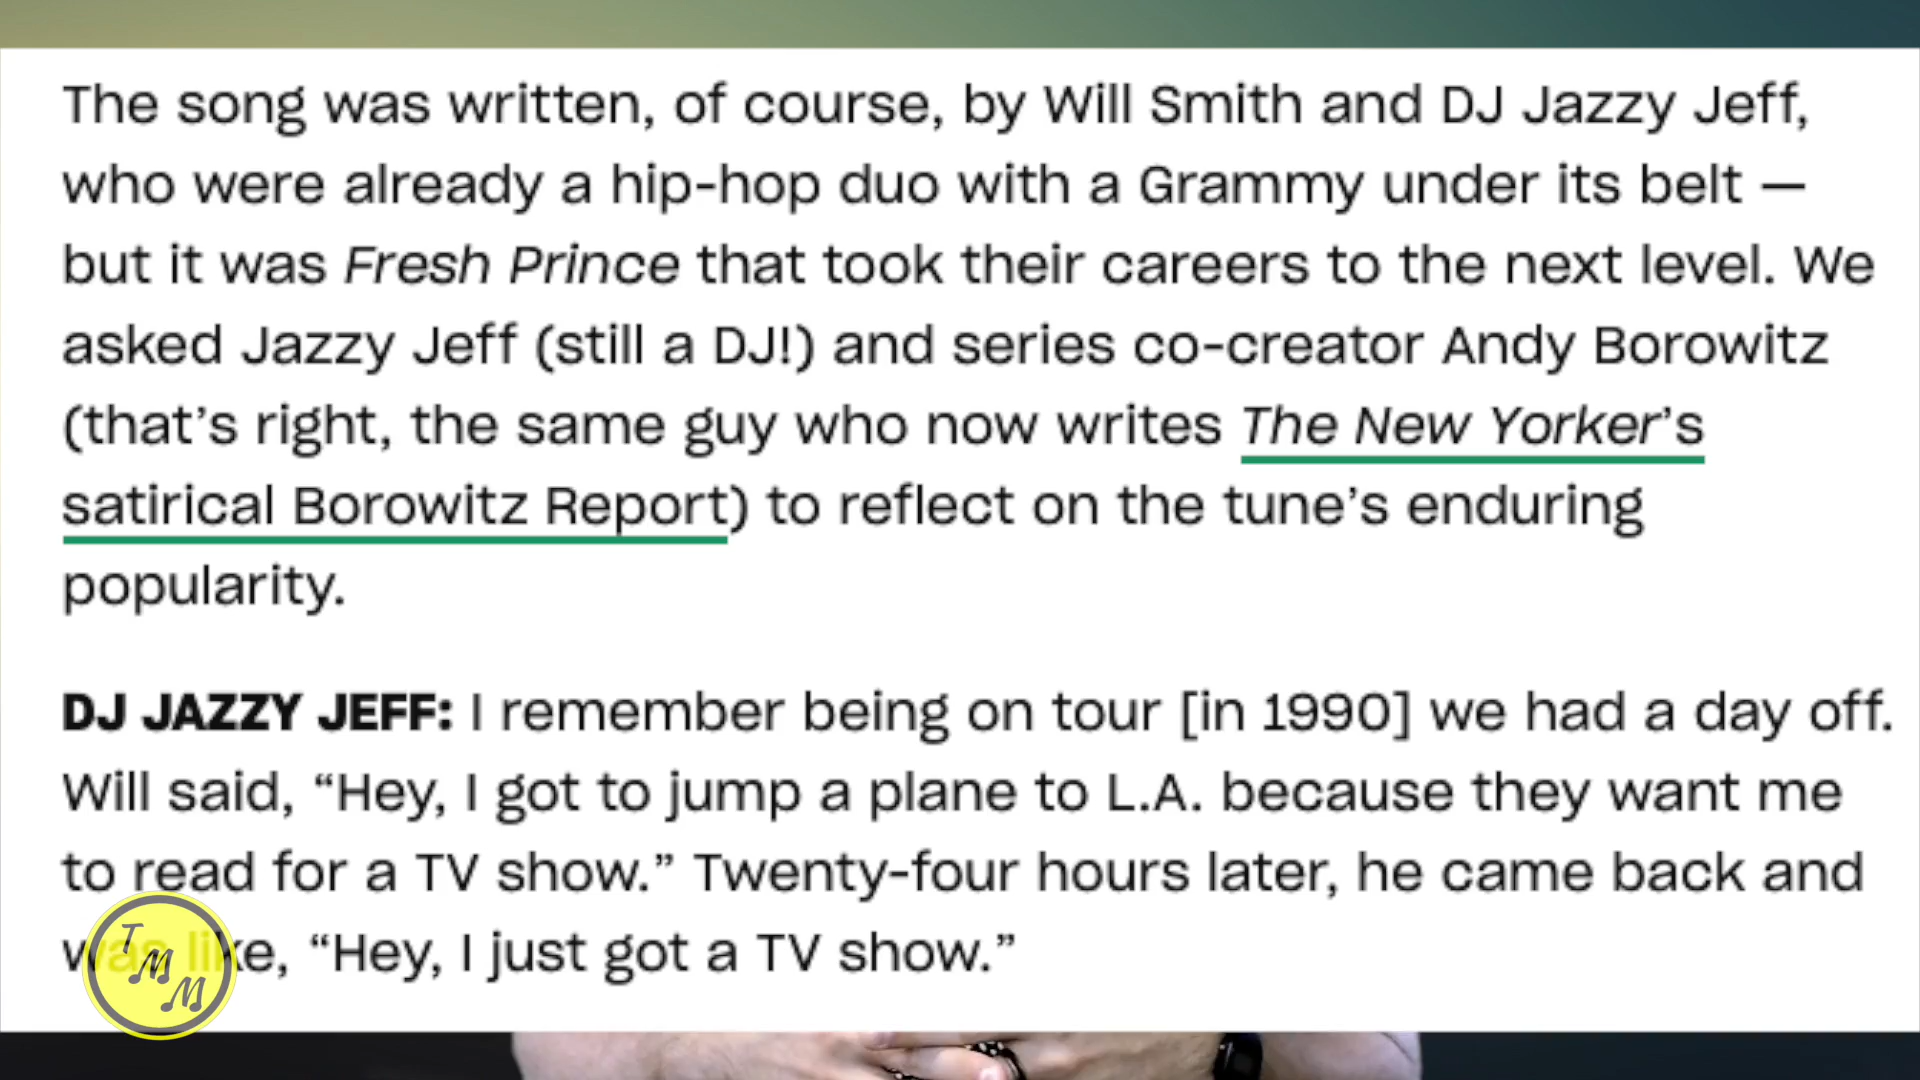 The song was written, of course, by Will Smith and DJ Jazzy Jeff,
who were already a hip-hop duo with a Grammy under its belt —
but it was Fresh Prince that took their careers to the next level. We
asked Jazzy Jeff (still a DJ!) and series co-creator Andy Borowitz
(that’s right, the same guy who now writes The New Yorker’s
satirical Borowitz Report) to reflect on the tune’s enduring
popularity.
DJ JAZZY JEFF: I remember being on tour [in 1990] we had a day off.
Will said, “Hey, I got to jump a plane to L.A. because they want me
to read for a TV show.” Twenty-four hours later, he came back and
was like, “Hey, I just got a TV show.”
TMM